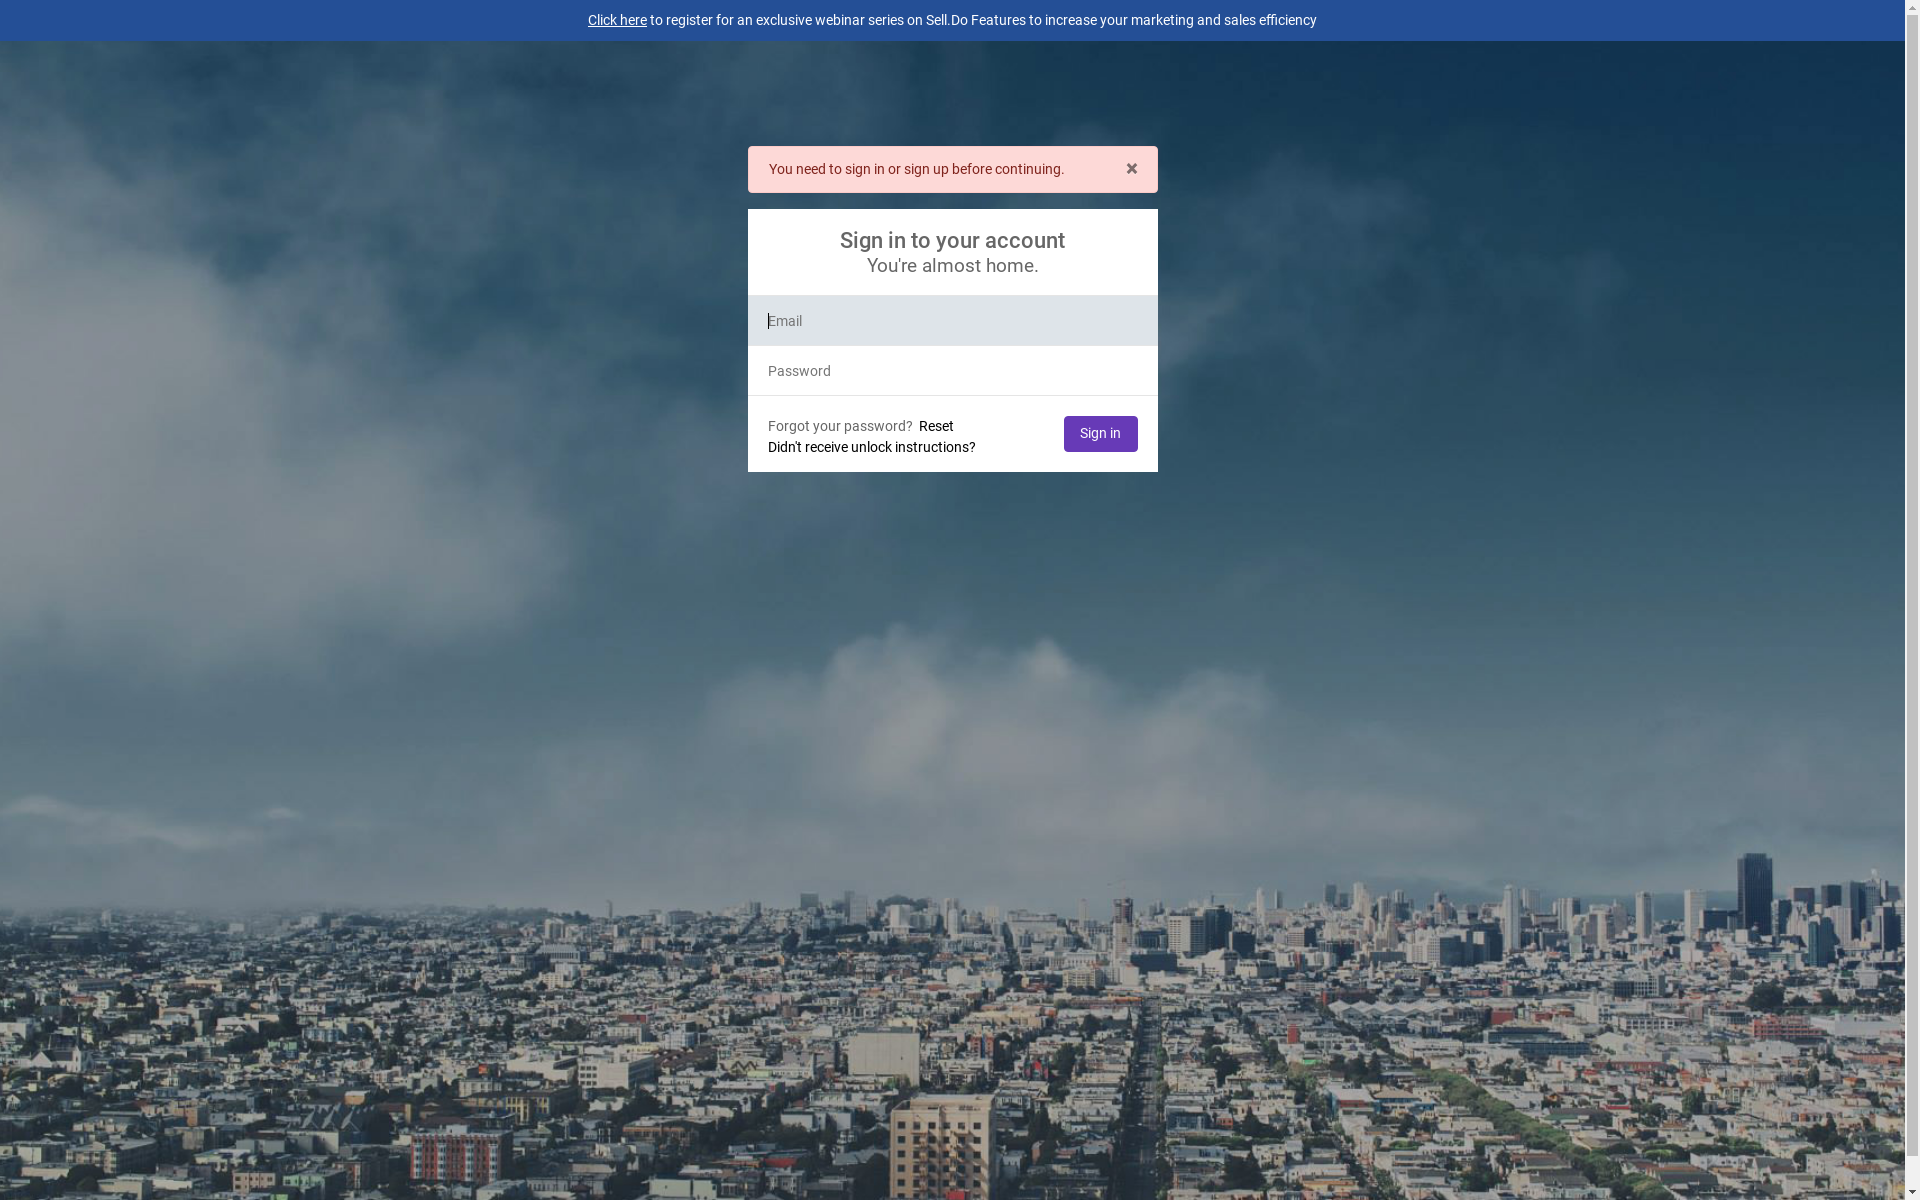 Click here to register for an exclusive webinar series on Sell.Do Features to increase your marketing and sales efficiency
You need to sign in or sign up before continuing. ×
Sign in to your account
You're almost home.
Email
Password
Forgot your password? Reset
Didn't receive unlock instructions?
Sign in